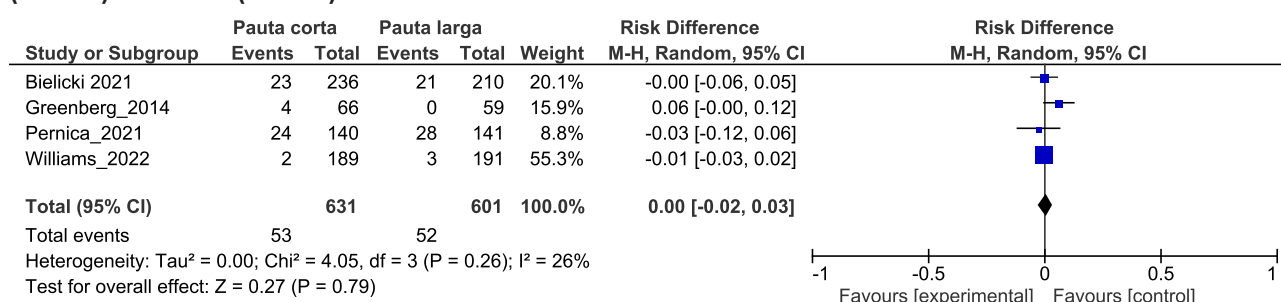 Pauta corta Pauta larga Risk Difference Risk Difference
Study or Subgroup Events Total Events Total Weight M-H, Random, 95% CI M-H, Random, 95% CI
Bielicki 2021 23 236 21 210 20.1% -0.00 [-0.06, 0.05]
Greenberg_2014 4 66 0 59 15.9% 0.06 [-0.00, 0.12]
Pernica_2021 24 140 28 141 8.8% -0.03 [-0.12, 0.06]
Williams_2022 2 189 3 191 55.3% -0.01 [-0.03, 0.02]
Total (95% CI) 631 601 100.0% 0.00 [-0.02, 0.03]
Total events 53 52
Heterogeneity: Tau² = 0.00; Chi² = 4.05, df = 3 (P = 0.26); I² = 26%
Test for overall effect: Z = 0.27 (P = 0.79)
-1 -0.5 0 0.5 1
Favours [experimental] Favours [control]